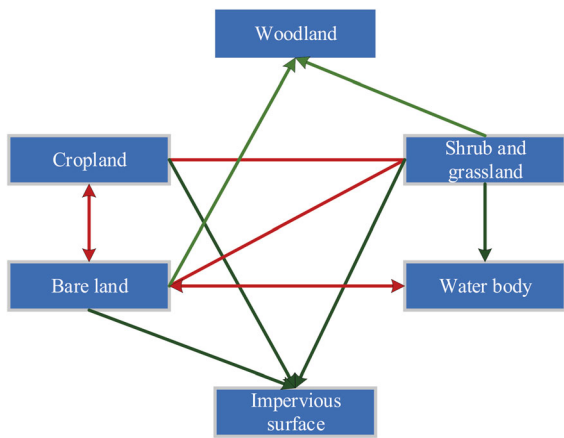 Woodland
Cropland
Shrub and
grassland
Bare land
Water body
Impervious
surface